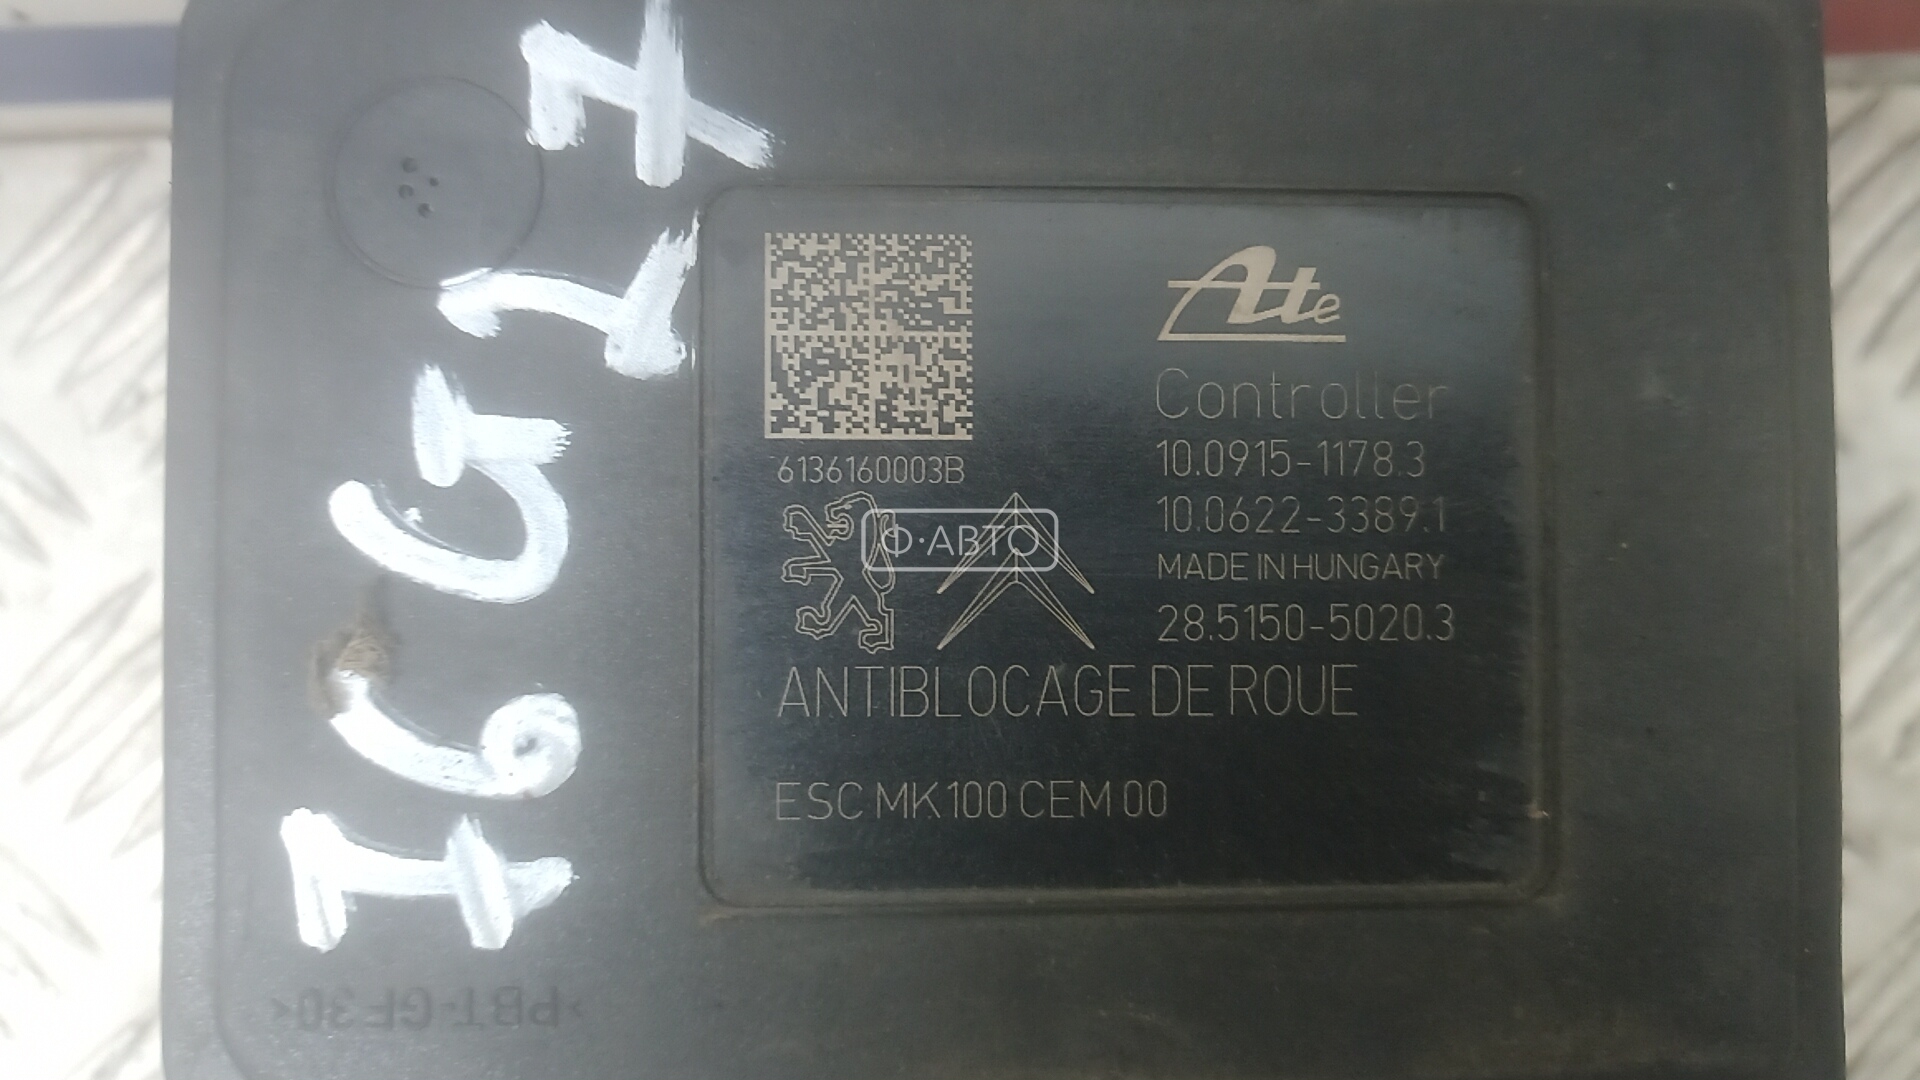 76G17
Ate
Controller
6136160003B
10.0915-1178.3
10.0622-3389.1
MADE IN HUNGARY
28.5150-5020.3
Ф·АВТО
ANTIBLOCAGE DE ROUE
ESC MK100 CEM 00
>PBT-GF30<